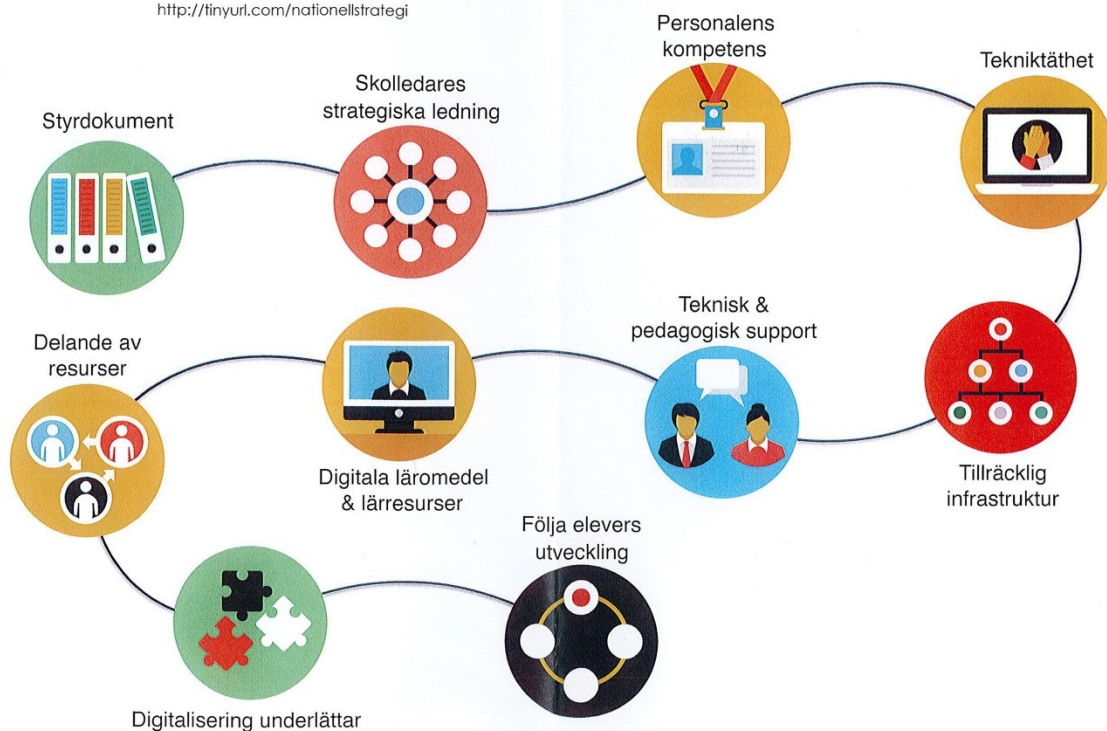 http://tinyurl.com/nationellstrategi
Styrdokument
Skolledares
strategiska ledning
Personalens
kompetens
Tekniktäthet
Tillräcklig
infrastruktur
Teknisk &
pedagogisk support
Digitala läromedel
& lärresurser
Delande av
resurser
Digitalisering underlättar
Följa elevers
utveckling